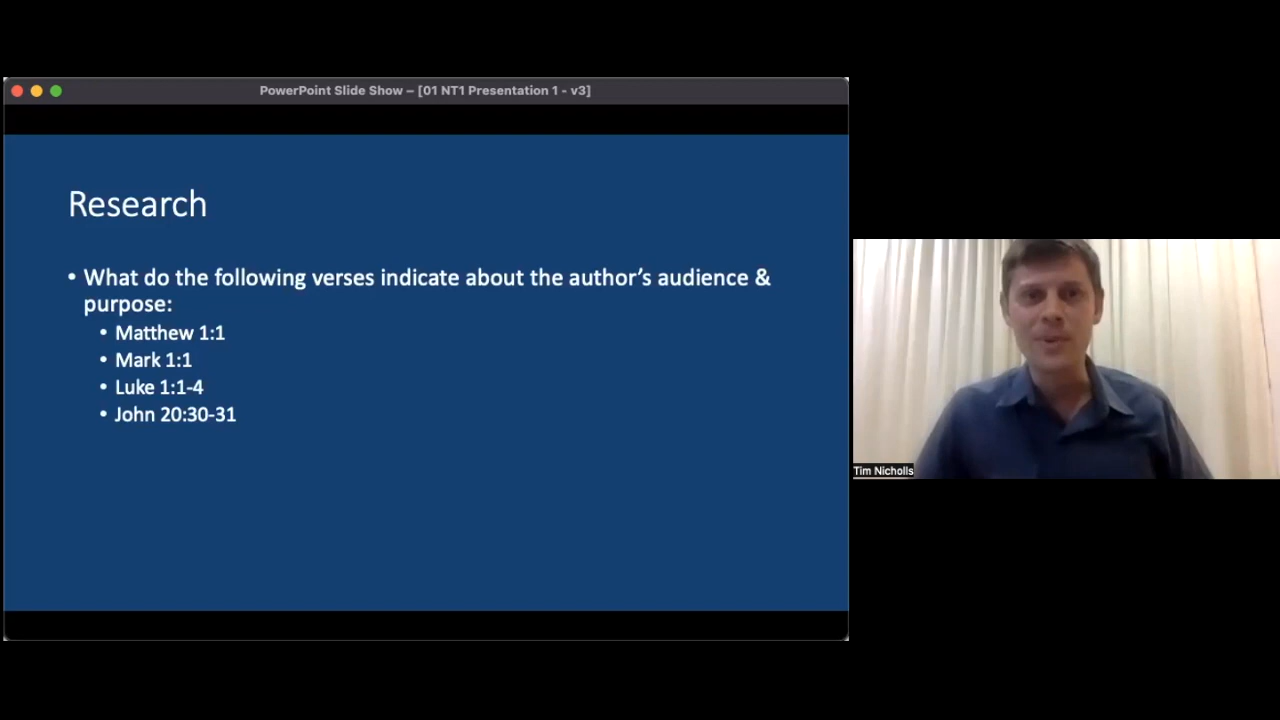 PowerPoint Slide Show – [01 NT1 Presentation 1 - v3]
Research
• What do the following verses indicate about the author’s audience &
purpose:
• Matthew 1:1
• Mark 1:1
• Luke 1:1-4
• John 20:30-31
Tim Nicholls